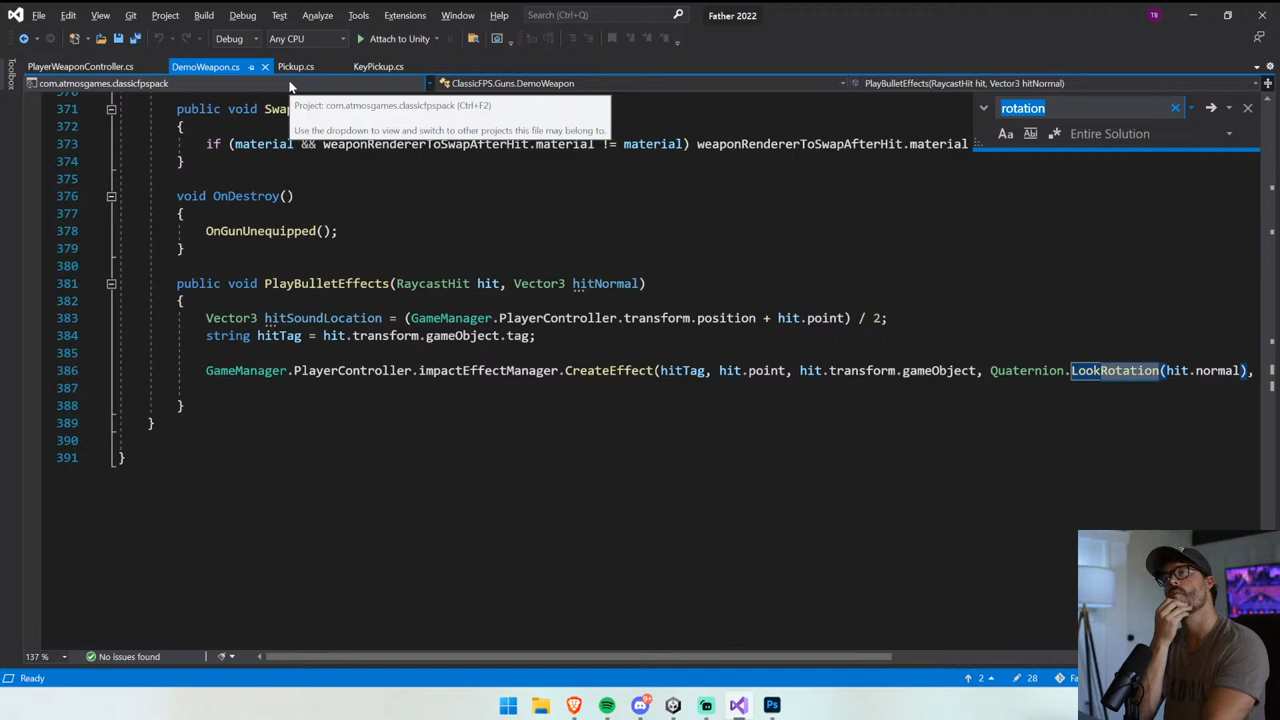 File Edit View Git Project Build Debug Test Analyze Tools Extensions Window Help Search (Ctrl+Q) Father 2022 TB
Debug Any CPU Attach to Unity
Toolbox
PlayerWeaponController.cs DemoWeapon.cs Pickup.cs KeyPickup.cs
com.atmosgames.classicfpspack ClassicFPS.Guns.DemoWeapon PlayBulletEffects(RaycastHit hit, Vector3 hitNormal)
Project: com.atmosgames.classicfpspack (Ctrl+F2)
Use the dropdown to view and switch to other projects this file may belong to.
rotation
Aa Entire Solution
371 public void Swa
372 {
373 if (material && weaponRendererToSwapAfterHit.material != material) weaponRendererToSwapAfterHit.material
374 }
375
376 void OnDestroy()
377 {
378 OnGunUnequipped();
379 }
380
381 public void PlayBulletEffects(RaycastHit hit, Vector3 hitNormal)
382 {
383 Vector3 hitSoundLocation = (GameManager.PlayerController.transform.position + hit.point) / 2;
384 string hitTag = hit.transform.gameObject.tag;
385
386 GameManager.PlayerController.impactEffectManager.CreateEffect(hitTag, hit.point, hit.transform.gameObject, Quaternion.LookRotation(hit.normal),
387
388 }
389 }
390
391 }
137 % No issues found
Ready 2 28
9+
Ps